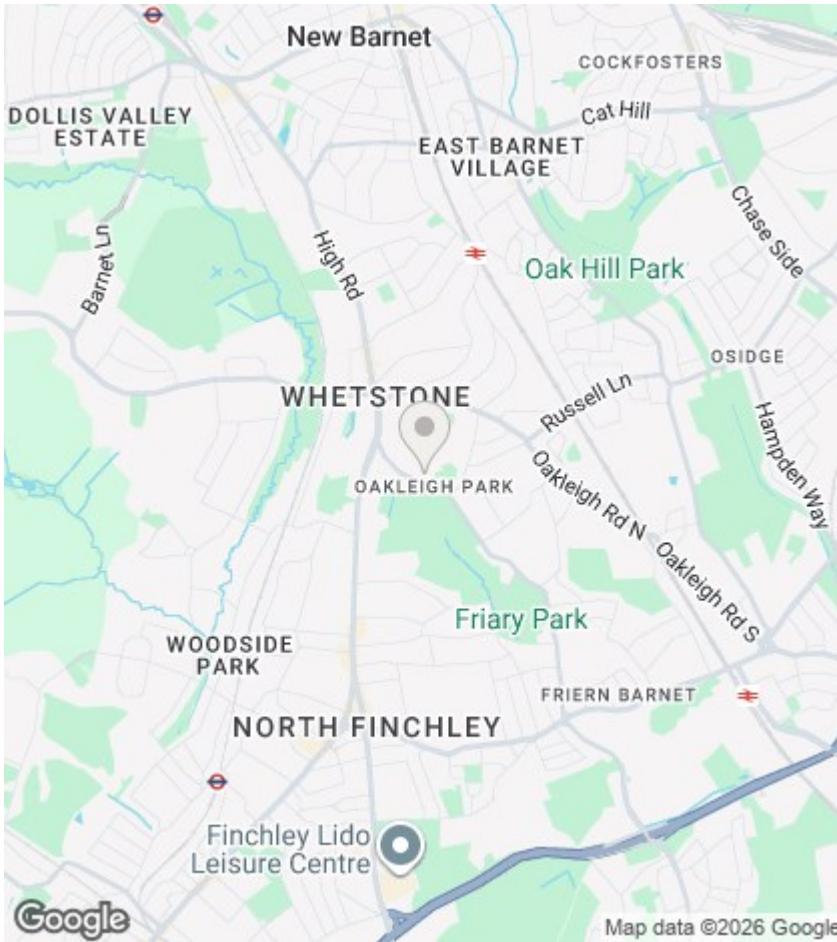 New Barnet
COCKFOSTERS
DOLLIS VALLEY
ESTATE
Cat Hill
EAST BARNET
VILLAGE
Chase Side
Barnet Ln
High Rd
Oak Hill Park
OSIDGE
WHETSTONE
Russell Ln
Hampden Way
OAKLEIGH PARK
Oakleigh Rd N
Oakleigh Rd S
Friary Park
WOODSIDE
PARK
FRIERN BARNET
NORTH FINCHLEY
Finchley Lido
Leisure Centre
Google
Map data ©2026 Google